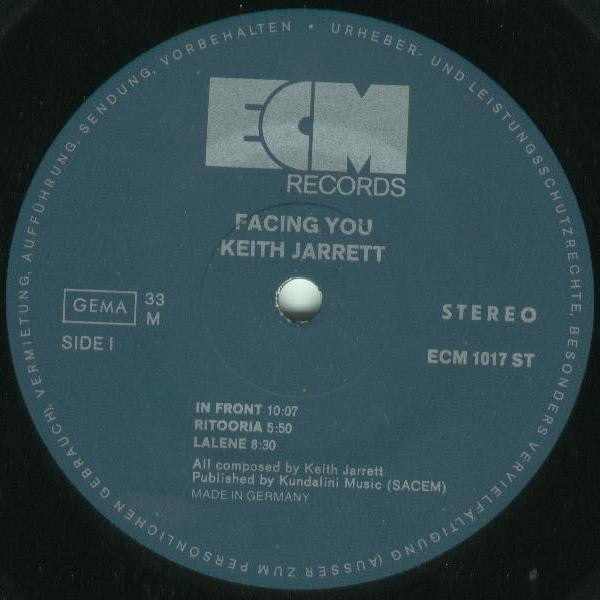 URHEBER- UND LEISTUNGSSCHUTZRECHTE, BESONDERS VERVIELFÄLTIGUNG (AUSSER ZUM PERSÖNLICHEN GEBRAUCH), VERMIETUNG, AUFFÜHRUNG, SENDUNG, VORBEHALTEN •
ECM
RECORDS
FACING YOU
KEITH JARRETT
GEMA 33 M
STEREO
SIDE I
ECM 1017 ST
IN FRONT 10:07
RITOORIA 5:50
LALENE 8:30
All composed by Keith Jarrett
Published by Kundalini Music (SACEM)
MADE IN GERMANY